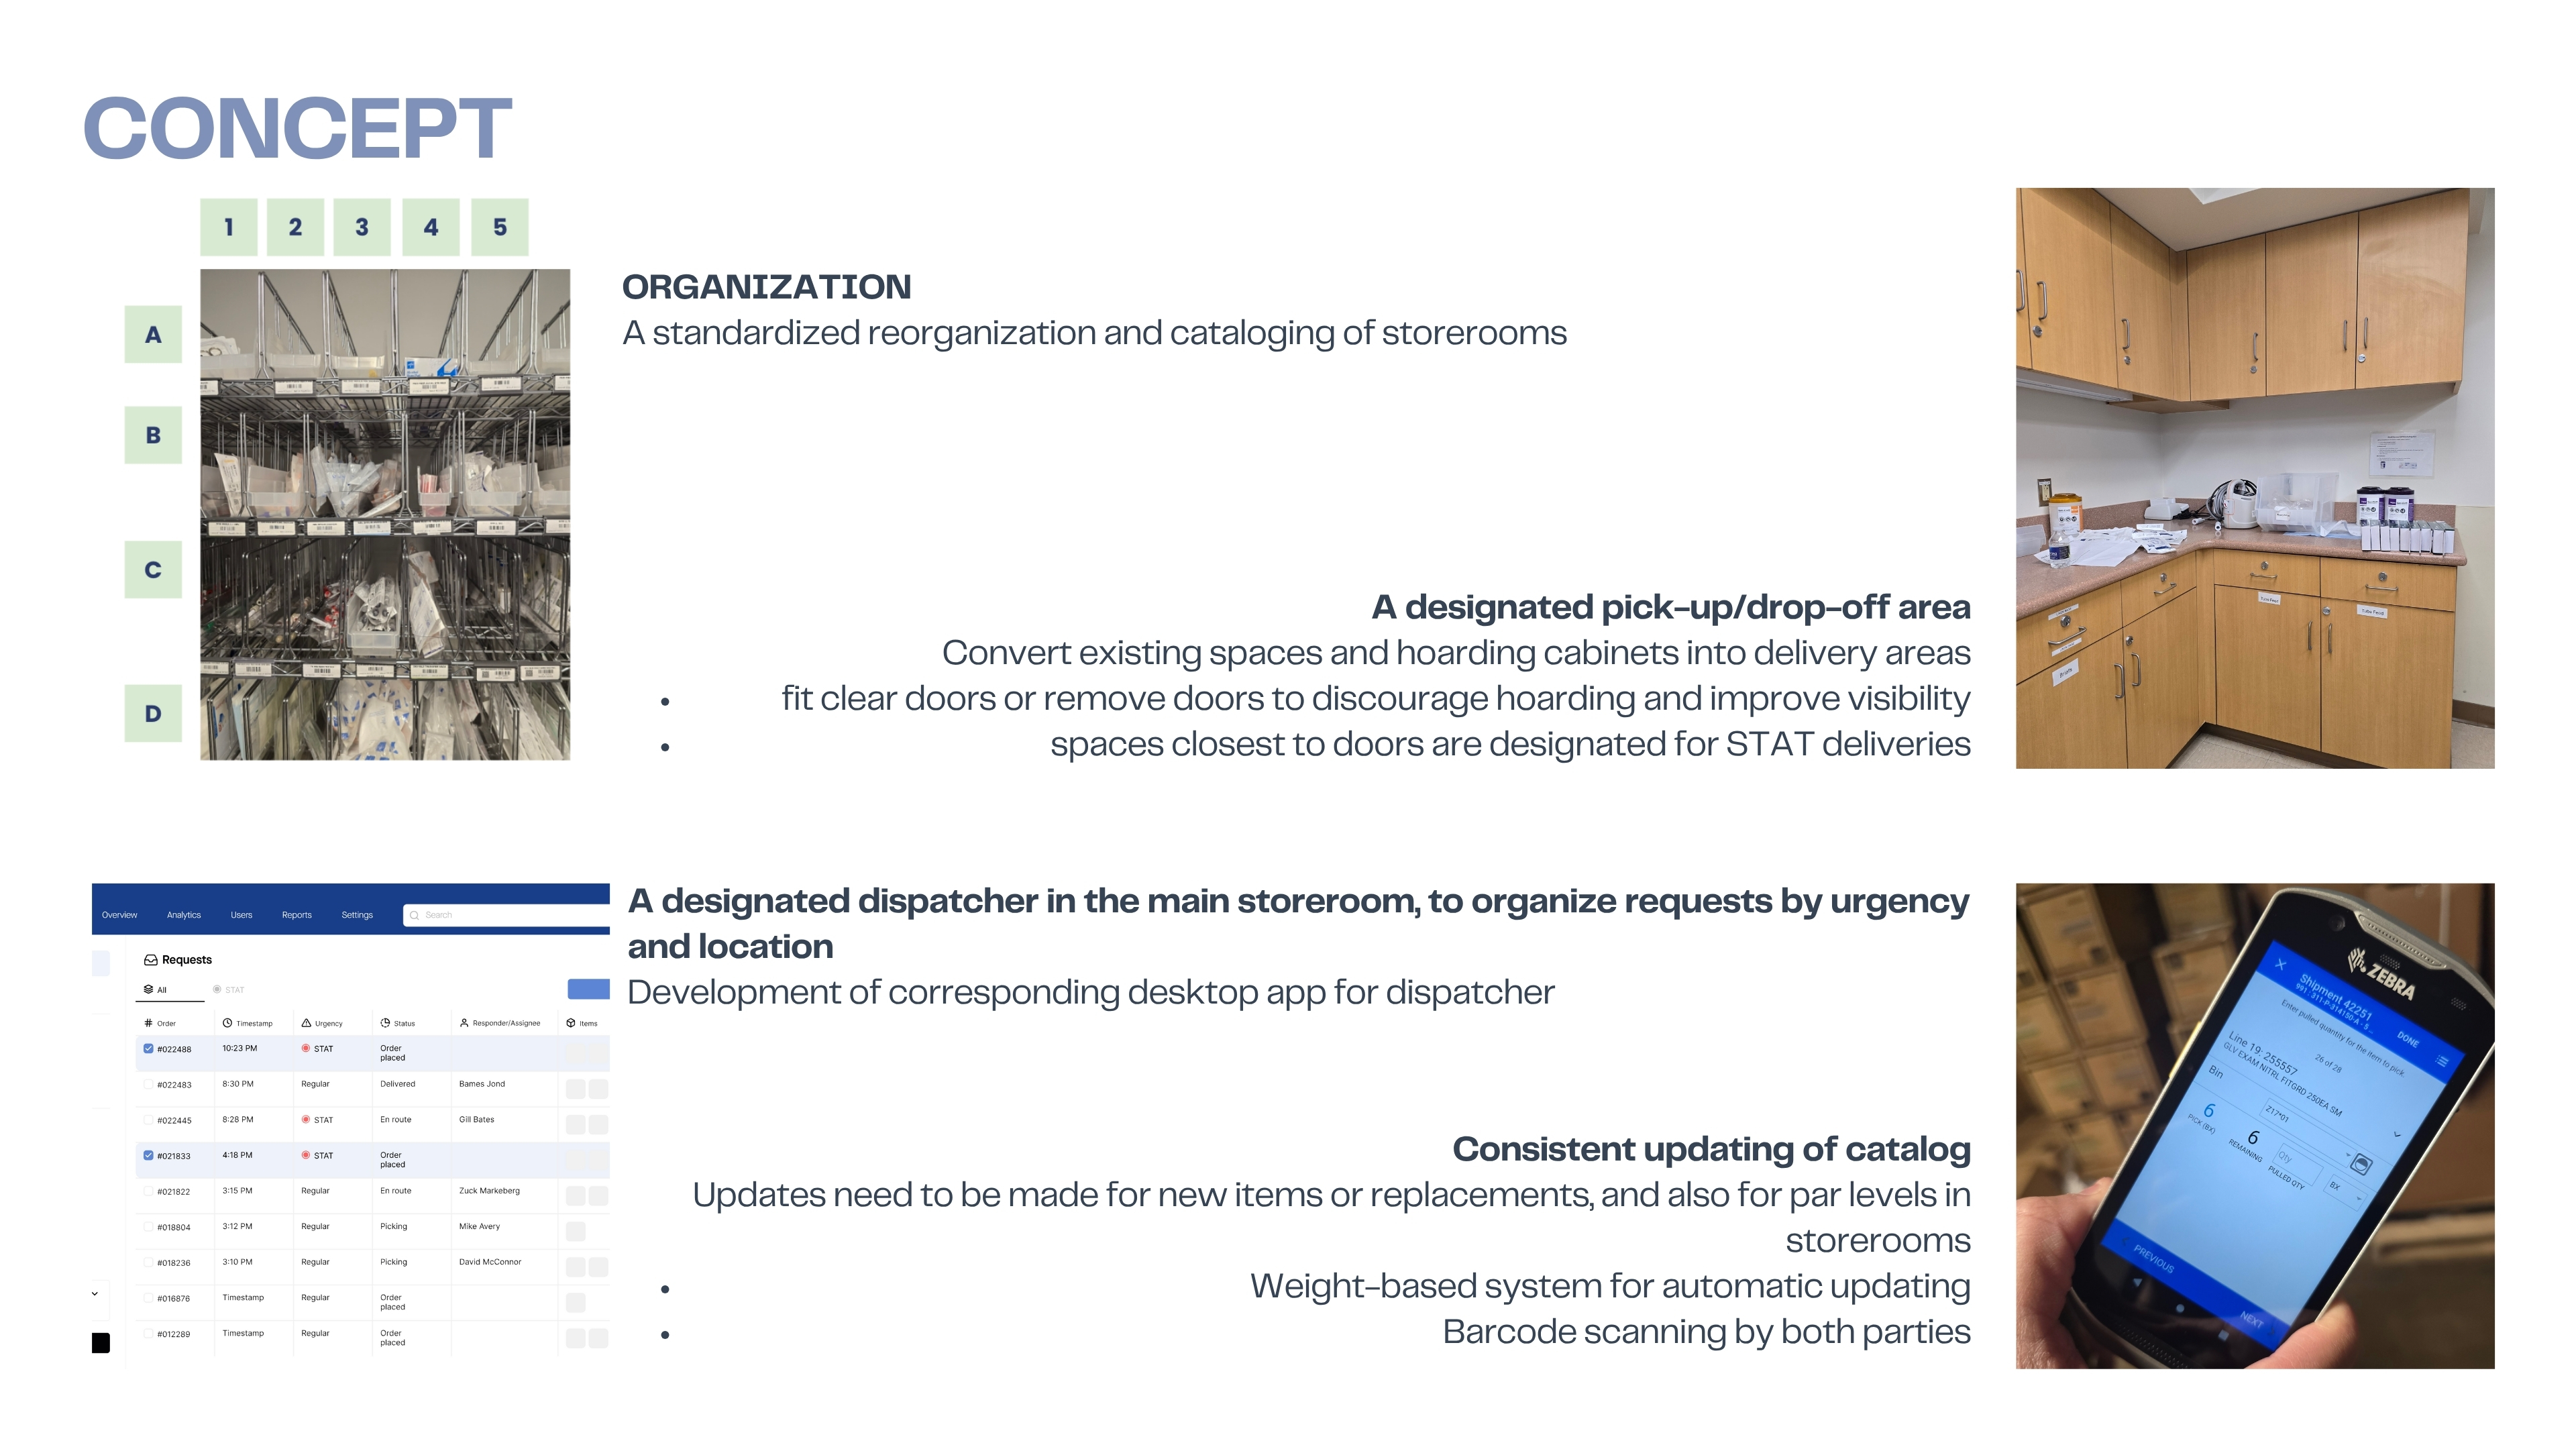 CONCEPT
1 2 3 4 5
A
B
C
D
ORGANIZATION
A standardized reorganization and cataloging of storerooms
A designated pick-up/drop-off area
Convert existing spaces and hoarding cabinets into delivery areas
• fit clear doors or remove doors to discourage hoarding and improve visibility
• spaces closest to doors are designated for STAT deliveries
Overview Analytics Users Reports Settings Search
Requests
All STAT
# Order Timestamp Urgency Status Responder/Assignee Items
#022488 10:23 PM STAT Order
placed
#022483 8:30 PM Regular Delivered Bames Jond
#022445 8:28 PM STAT En route Gill Bates
#021833 4:18 PM STAT Order
placed
#021822 3:15 PM Regular En route Zuck Markeberg
#018804 3:12 PM Regular Picking Mike Avery
#018236 3:10 PM Regular Picking David McConnor
#016876 Timestamp Regular Order
placed
#012289 Timestamp Regular Order
placed
A designated dispatcher in the main storeroom, to organize requests by urgency
and location
Development of corresponding desktop app for dispatcher
Consistent updating of catalog
Updates need to be made for new items or replacements, and also for par levels in
storerooms
• Weight-based system for automatic updating
• Barcode scanning by both parties
ZEBRA
Shipment 42251
DONE
Enter pulled quantity for the item to pick.
26 of 28
Line 19: 255557
GLV EXAM NITRL FITGRD 250EA SM
Bin
Z17*01
6 6 Qty BX
PICK (BX) REMAINING PULLED QTY
PREVIOUS NEXT